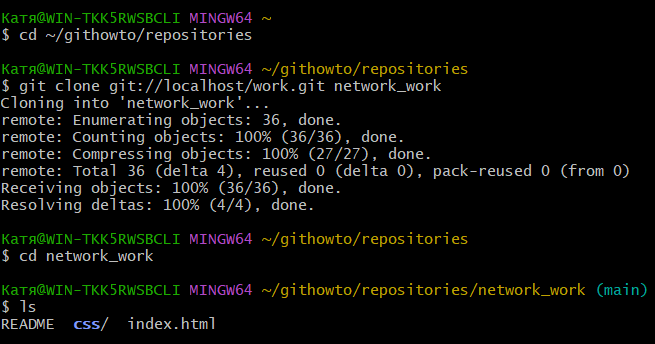 Катя@WIN-TKK5RWSBCLI MINGW64 ~
$ cd ~/githowto/repositories
Катя@WIN-TKK5RWSBCLI MINGW64 ~/githowto/repositories
$ git clone git://localhost/work.git network_work
Cloning into 'network_work'...
remote: Enumerating objects: 36, done.
remote: Counting objects: 100% (36/36), done.
remote: Compressing objects: 100% (27/27), done.
remote: Total 36 (delta 4), reused 0 (delta 0), pack-reused 0 (from 0)
Receiving objects: 100% (36/36), done.
Resolving deltas: 100% (4/4), done.
Катя@WIN-TKK5RWSBCLI MINGW64 ~/githowto/repositories
$ cd network_work
Катя@WIN-TKK5RWSBCLI MINGW64 ~/githowto/repositories/network_work (main)
$ ls
README css/ index.html